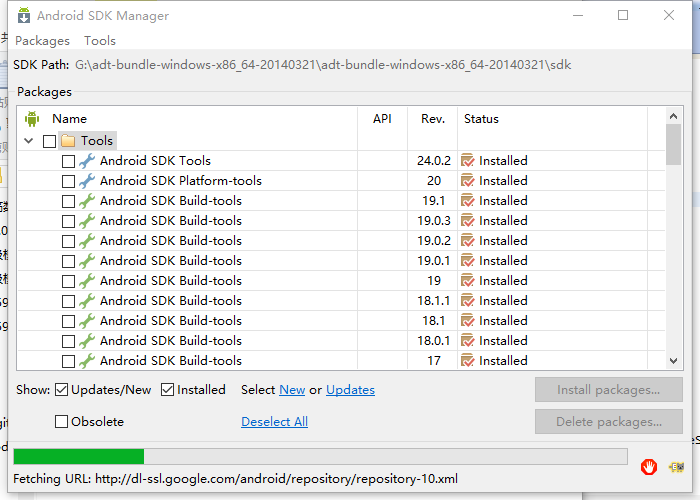 Android SDK Manager
Packages Tools
SDK Path: G:\adt-bundle-windows-x86_64-20140321\adt-bundle-windows-x86_64-20140321\sdk
Packages
Name API Rev. Status
Tools
Android SDK Tools 24.0.2 Installed
Android SDK Platform-tools 20 Installed
Android SDK Build-tools 19.1 Installed
Android SDK Build-tools 19.0.3 Installed
Android SDK Build-tools 19.0.2 Installed
Android SDK Build-tools 19.0.1 Installed
Android SDK Build-tools 19 Installed
Android SDK Build-tools 18.1.1 Installed
Android SDK Build-tools 18.1 Installed
Android SDK Build-tools 18.0.1 Installed
Android SDK Build-tools 17 Installed
Show: Updates/New Installed Select New or Updates Install packages...
Obsolete Deselect All Delete packages...
Fetching URL: http://dl-ssl.google.com/android/repository/repository-10.xml